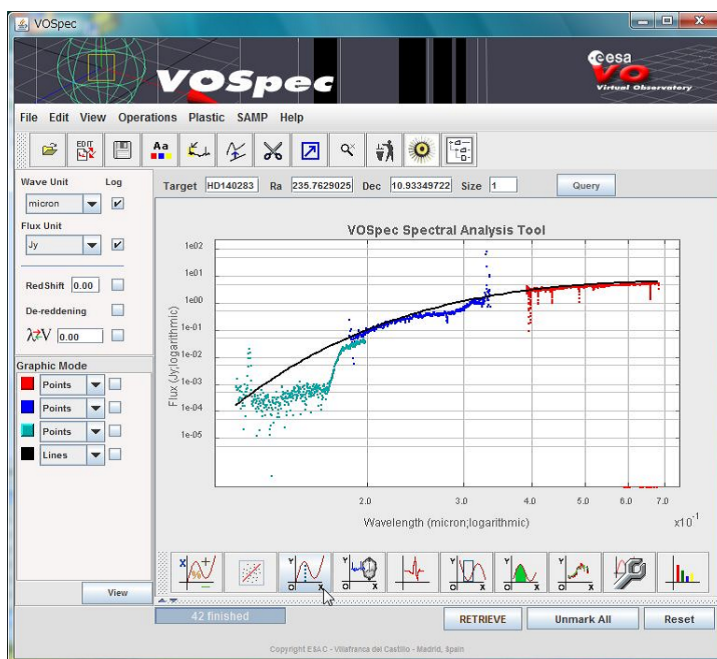 VOSpec
VOSpec
esa
VO
Virtual Observatory
File Edit View Operations Plastic SAMP Help
EDIT
Aa
Wave Unit Log
micron
Flux Unit
Jy
RedShift 0.00
De-reddening
λ⇄V 0.00
Target HD140283 Ra 235.7629025 Dec 10.93349722 Size 1 Query
Graphic Mode
Points
Points
Points
Lines
View
VOSpec Spectral Analysis Tool
Flux (Jy;logarithmic)
1e02
1e01
1e00
1e-01
1e-02
1e-03
1e-04
1e-05
2.0 3.0 4.0 5.0 6.0 7.0
Wavelength (micron;logarithmic) x10^-1
42 finished
RETRIEVE Unmark All Reset
Copyright ESAC - Villafranca del Castillo - Madrid, Spain